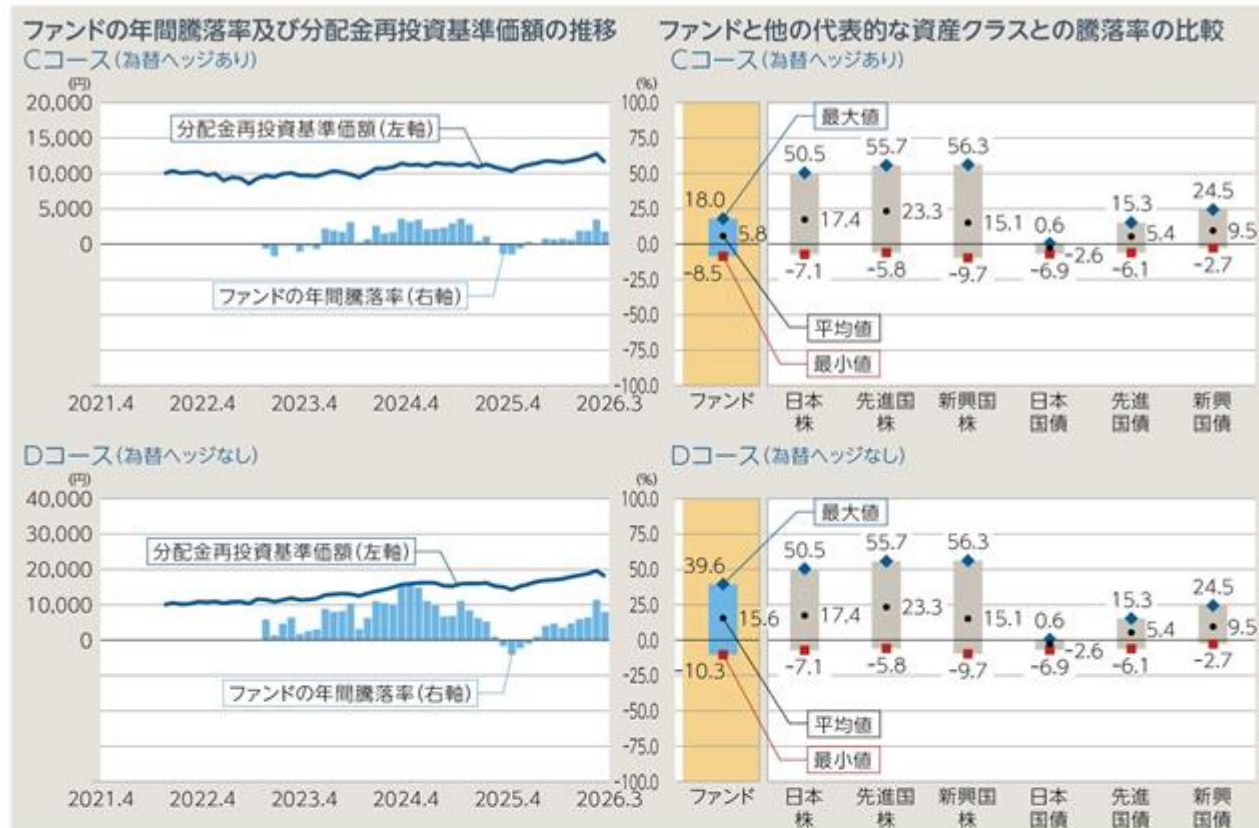 ファンドの年間騰落率及び分配金再投資基準価額の推移
Cコース(為替ヘッジあり)
(円)
(%)
20,000
15,000
10,000
5,000
0
100.0
75.0
50.0
25.0
0.0
-25.0
-50.0
-75.0
-100.0
分配金再投資基準価額(左軸)
ファンドの年間騰落率(右軸)
2021.4 2022.4 2023.4 2024.4 2025.4 2026.3
ファンドと他の代表的な資産クラスとの騰落率の比較
Cコース(為替ヘッジあり)
最大値
平均値
最小値
18.0 50.5 55.7 56.3 0.6 15.3 24.5
5.8 17.4 23.3 15.1 -2.6 5.4 9.5
-8.5 -7.1 -5.8 -9.7 -6.9 -6.1 -2.7
ファンド 日本株 先進国株 新興国株 日本国債 先進国債 新興国債
Dコース(為替ヘッジなし)
(円)
(%)
40,000
30,000
20,000
10,000
0
100.0
75.0
50.0
25.0
0.0
-25.0
-50.0
-75.0
-100.0
分配金再投資基準価額(左軸)
ファンドの年間騰落率(右軸)
2021.4 2022.4 2023.4 2024.4 2025.4 2026.3
Dコース(為替ヘッジなし)
最大値
平均値
最小値
39.6 50.5 55.7 56.3 0.6 15.3 24.5
15.6 17.4 23.3 15.1 -2.6 5.4 9.5
-10.3 -7.1 -5.8 -9.7 -6.9 -6.1 -2.7
ファンド 日本株 先進国株 新興国株 日本国債 先進国債 新興国債